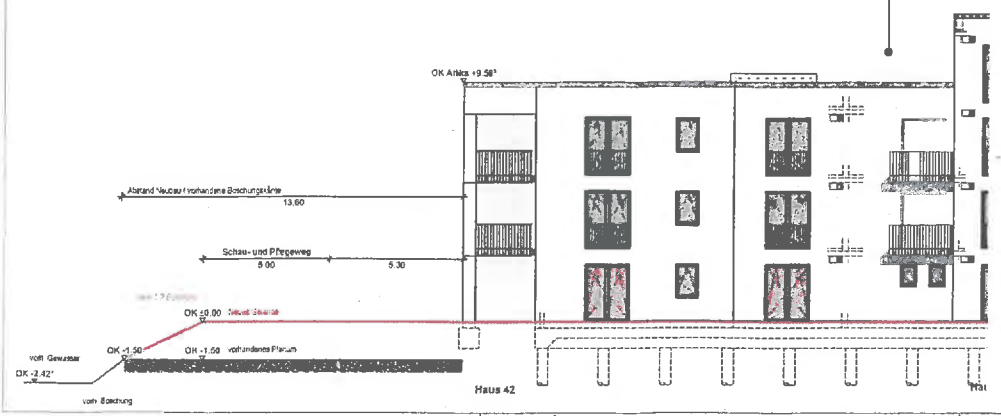 OK Attika +9.58⁵
Abstand Neubau / vorhandene Böschungskante
13,60
Schau- und Pflegeweg
5.00 5.30
OK ±0.00 Neues Gelände
OK -1.50 OK -1.50 vorhandenes Planum
vorh. Gewässer
OK -2.42⁺
vorh. Böschung
Haus 42
Hau